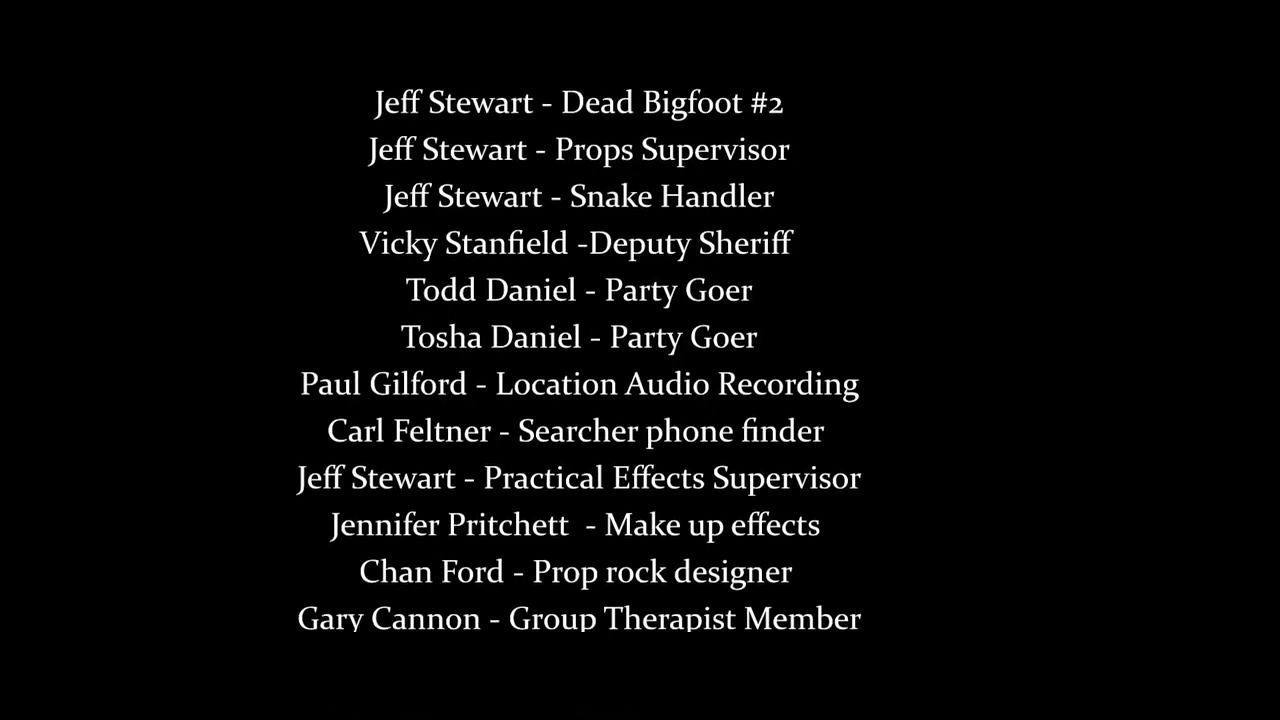 Jeff Stewart - Dead Bigfoot #2
Jeff Stewart - Props Supervisor
Jeff Stewart - Snake Handler
Vicky Stanfield -Deputy Sheriff
Todd Daniel - Party Goer
Tosha Daniel - Party Goer
Paul Gilford - Location Audio Recording
Carl Feltner - Searcher phone finder
Jeff Stewart - Practical Effects Supervisor
Jennifer Pritchett  - Make up effects
Chan Ford - Prop rock designer
Gary Cannon - Group Therapist Member